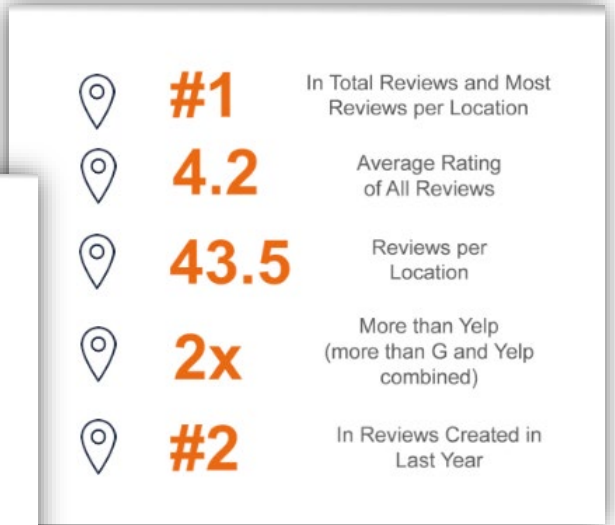 #1
In Total Reviews and Most
Reviews per Location
4.2
Average Rating
of All Reviews
43.5
Reviews per
Location
2x
More than Yelp
(more than G and Yelp
combined)
#2
In Reviews Created in
Last Year